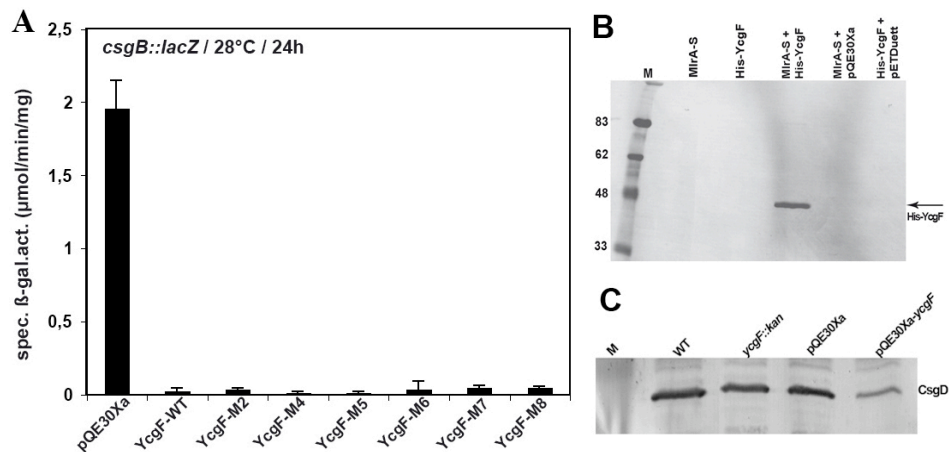 A
csgB::lacZ / 28°C / 24h
spec. ß-gal.act. (µmol/min/mg)
2,5
2
1,5
1
0,5
0
pQE30Xa
YcgF-WT
YcgF-M2
YcgF-M4
YcgF-M5
YcgF-M6
YcgF-M7
YcgF-M8
B
M
MlrA-S
His-YcgF
MlrA-S +
His-YcgF
MlrA-S +
pQE30Xa
His-YcgF +
pETDuett
83
62
48
33
His-YcgF
C
M
WT
ycgF::kan
pQE30Xa
pQE30Xa-ycgF
CsgD